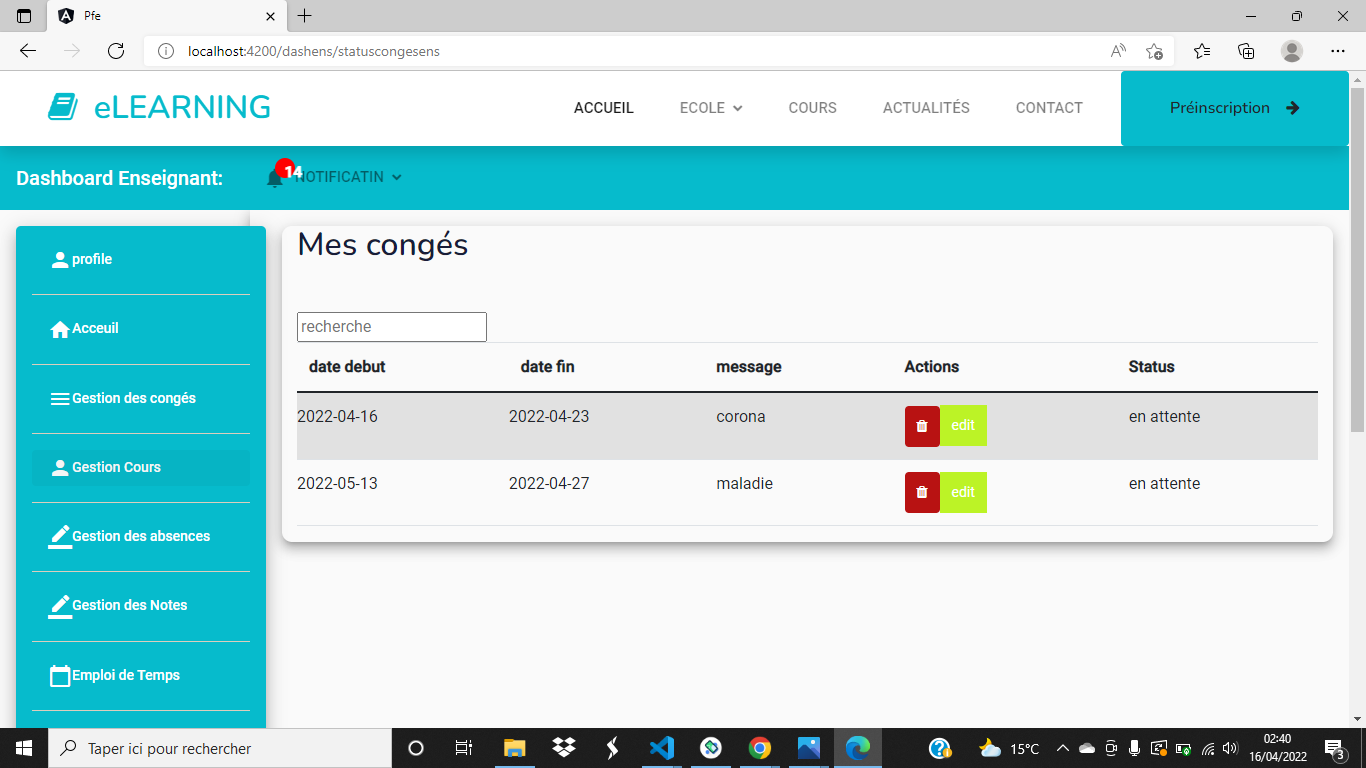 Pfe
localhost:4200/dashens/statuscongesens
eLEARNING
ACCUEIL
ECOLE
COURS
ACTUALITÉS
CONTACT
Préinscription
Dashboard Enseignant:
14
NOTIFICATIN
profile
Acceuil
Gestion des congés
Gestion Cours
Gestion des absences
Gestion des Notes
Emploi de Temps
Mes congés
recherche
date debut date fin message Actions Status
2022-04-16 2022-04-23 corona edit en attente
2022-05-13 2022-04-27 maladie edit en attente
Taper ici pour rechercher
15°C
02:40
16/04/2022
3